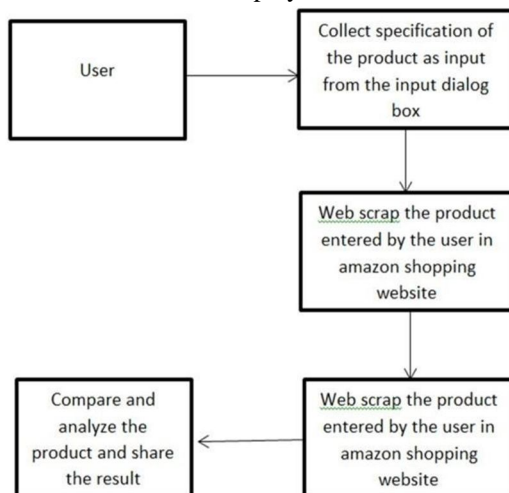 User
Collect specification of
the product as input
from the input dialog
box
Web scrap the product
entered by the user in
amazon shopping
website
Web scrap the product
entered by the user in
amazon shopping
website
Compare and
analyze the
product and share
the result